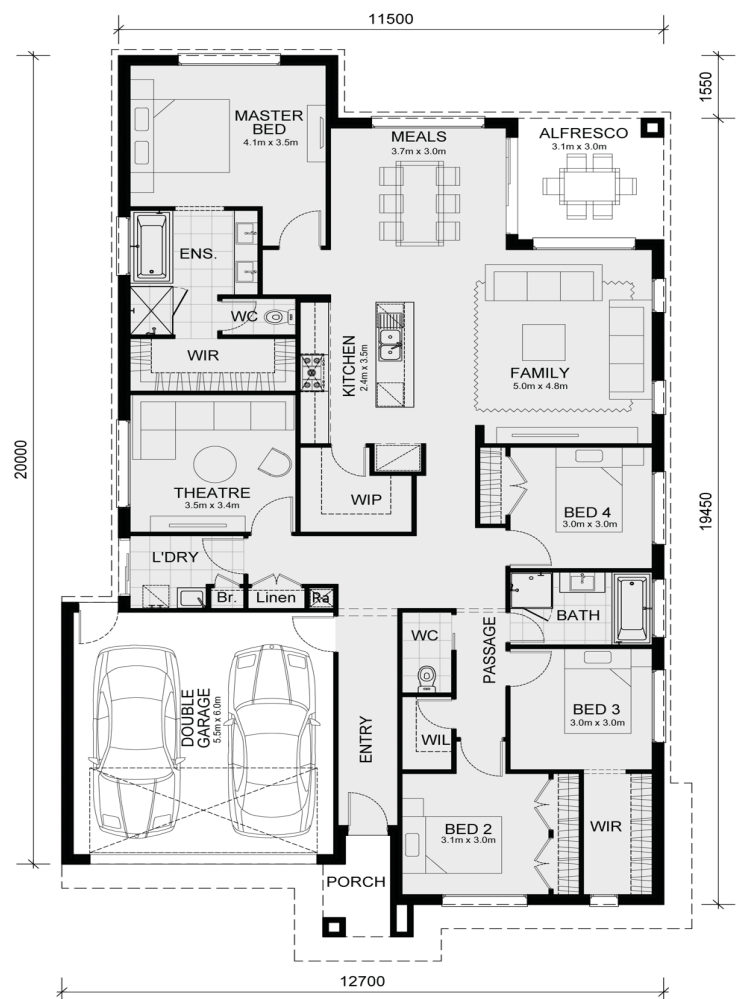 11500
1550
MASTER
BED
4.1m x 3.5m
MEALS
3.7m x 3.0m
ALFRESCO
3.1m x 3.0m
ENS.
WC
WIR
KITCHEN
2.4m x 3.5m
FAMILY
5.0m x 4.8m
20000
THEATRE
3.5m x 3.4m
WIP
BED 4
3.0m x 3.0m
19450
L'DRY
Br.
Linen
Ra
BATH
WC
PASSAGE
DOUBLE
GARAGE
5.5m x 6.0m
ENTRY
WIL
BED 3
3.0m x 3.0m
BED 2
3.1m x 3.0m
WIR
PORCH
12700